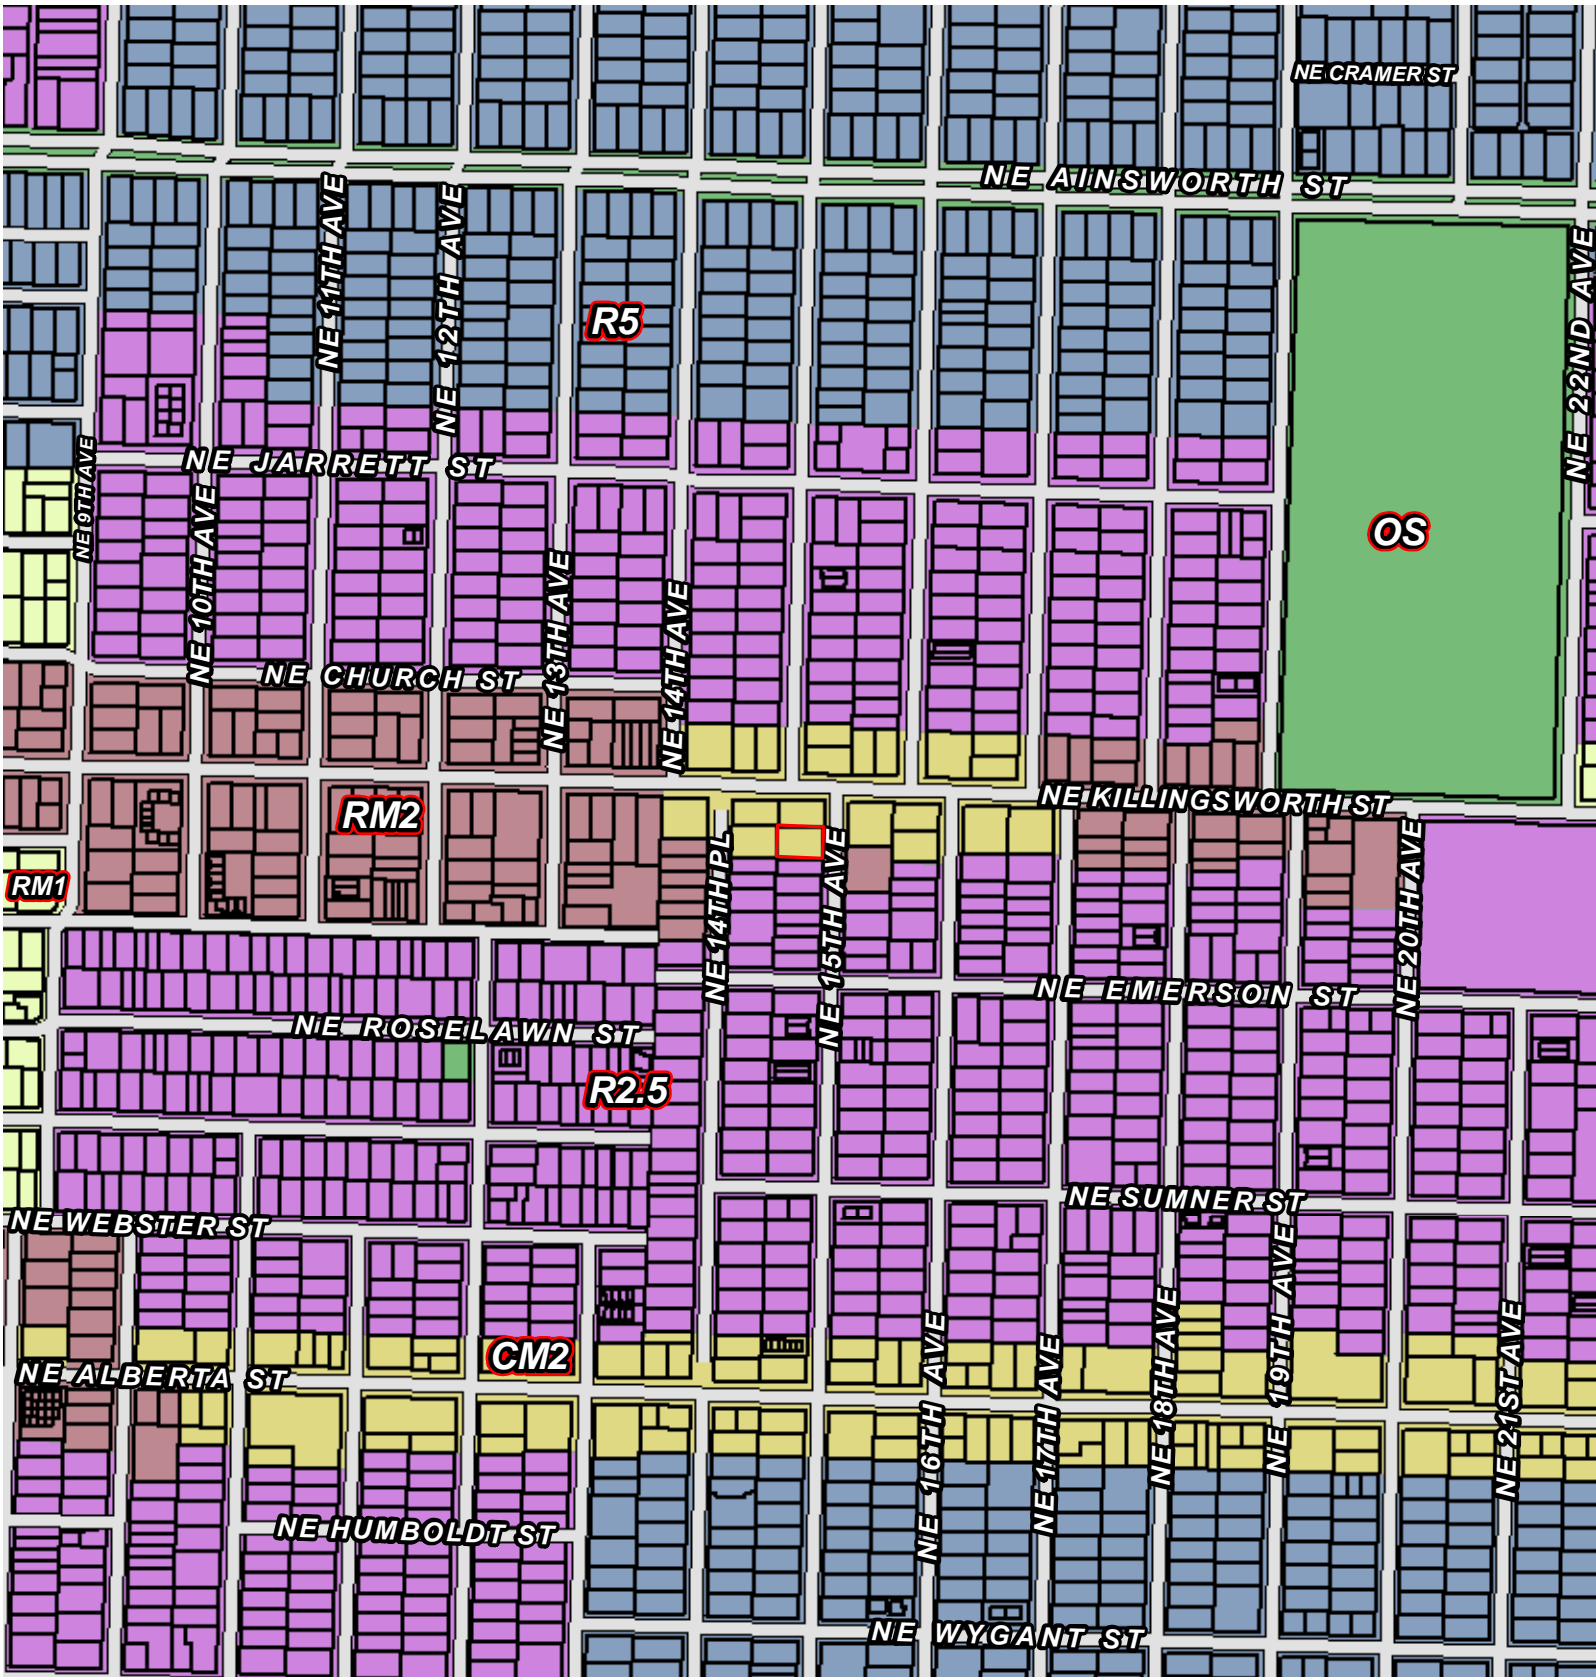 NE CRAMER ST
NE AINSWORTH ST
NE 11TH AVE
NE 12TH AVE
NE 22ND AVE
R5
NE JARRETT ST
NE 9TH AVE
NE 10TH AVE
OS
NE 13TH AVE
NE 14TH AVE
NE CHURCH ST
NE KILLINGSWORTH ST
RM2
NE 14TH PL
NE 15TH AVE
NE 20TH AVE
RM1
NE EMERSON ST
NE ROSELAWN ST
R2.5
NE SUMNER ST
NE WEBSTER ST
NE 19TH AVE
NE 18TH AVE
NE 21ST AVE
NE 16TH AVE
NE 17TH AVE
CM2
NE ALBERTA ST
NE HUMBOLDT ST
NE WYGANT ST